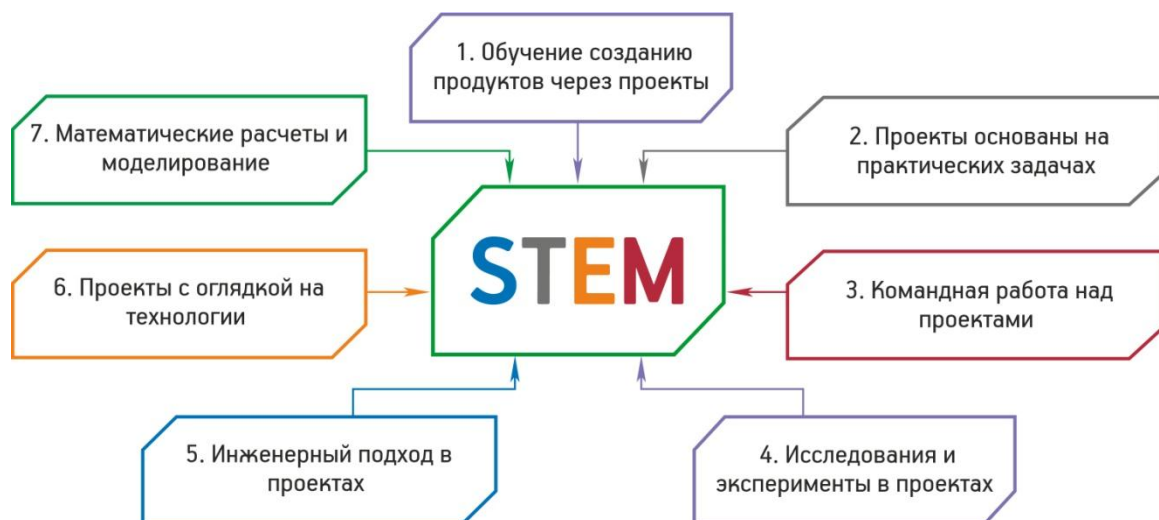 1. Обучение созданию
продуктов через проекты
2. Проекты основаны на
практических задачах
3. Командная работа над
проектами
4. Исследования и
эксперименты в проектах
5. Инженерный подход в
проектах
6. Проекты с оглядкой на
технологии
7. Математические расчеты и
моделирование
STEM